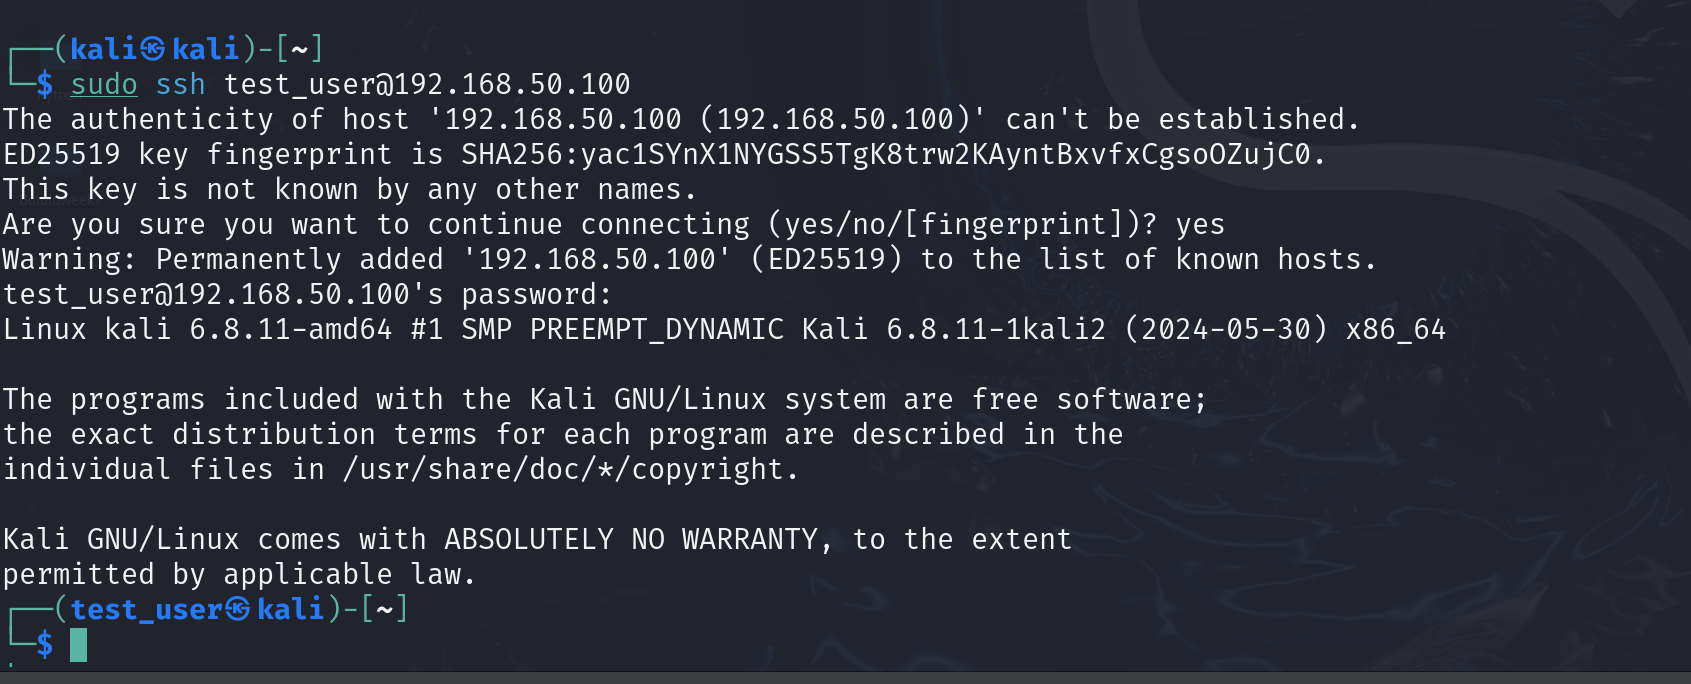 ┌──(kali㉿kali)-[~]
└─$ sudo ssh test_user@192.168.50.100
The authenticity of host '192.168.50.100 (192.168.50.100)' can't be established.
ED25519 key fingerprint is SHA256:yac1SYnX1NYGSS5TgK8trw2KAyntBxvfxCgsoOZujC0.
This key is not known by any other names.
Are you sure you want to continue connecting (yes/no/[fingerprint])? yes
Warning: Permanently added '192.168.50.100' (ED25519) to the list of known hosts.
test_user@192.168.50.100's password:
Linux kali 6.8.11-amd64 #1 SMP PREEMPT_DYNAMIC Kali 6.8.11-1kali2 (2024-05-30) x86_64

The programs included with the Kali GNU/Linux system are free software;
the exact distribution terms for each program are described in the
individual files in /usr/share/doc/*/copyright.

Kali GNU/Linux comes with ABSOLUTELY NO WARRANTY, to the extent
permitted by applicable law.
┌──(test_user㉿kali)-[~]
└─$